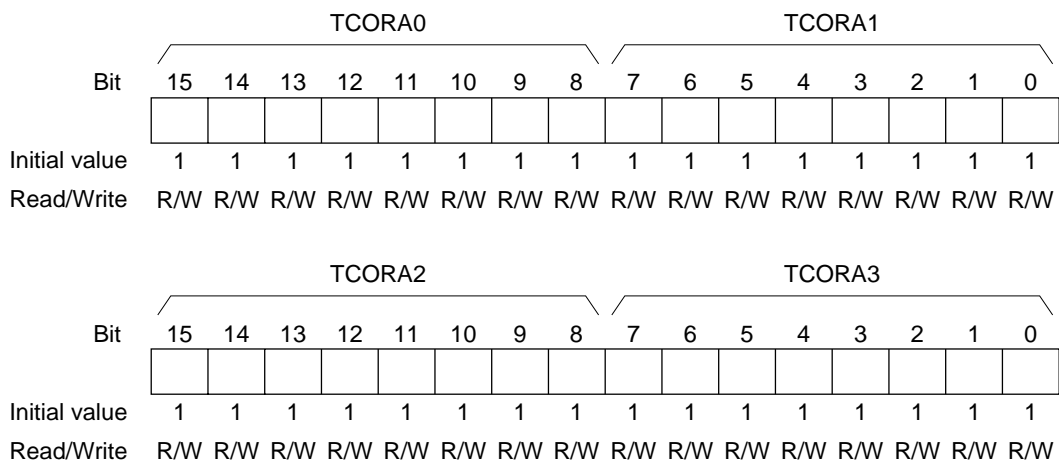 TCORA0 TCORA1
Bit 15 14 13 12 11 10 9 8 7 6 5 4 3 2 1 0
Initial value 1 1 1 1 1 1 1 1 1 1 1 1 1 1 1 1
Read/Write R/W R/W R/W R/W R/W R/W R/W R/W R/W R/W R/W R/W R/W R/W R/W R/W
TCORA2 TCORA3
Bit 15 14 13 12 11 10 9 8 7 6 5 4 3 2 1 0
Initial value 1 1 1 1 1 1 1 1 1 1 1 1 1 1 1 1
Read/Write R/W R/W R/W R/W R/W R/W R/W R/W R/W R/W R/W R/W R/W R/W R/W R/W